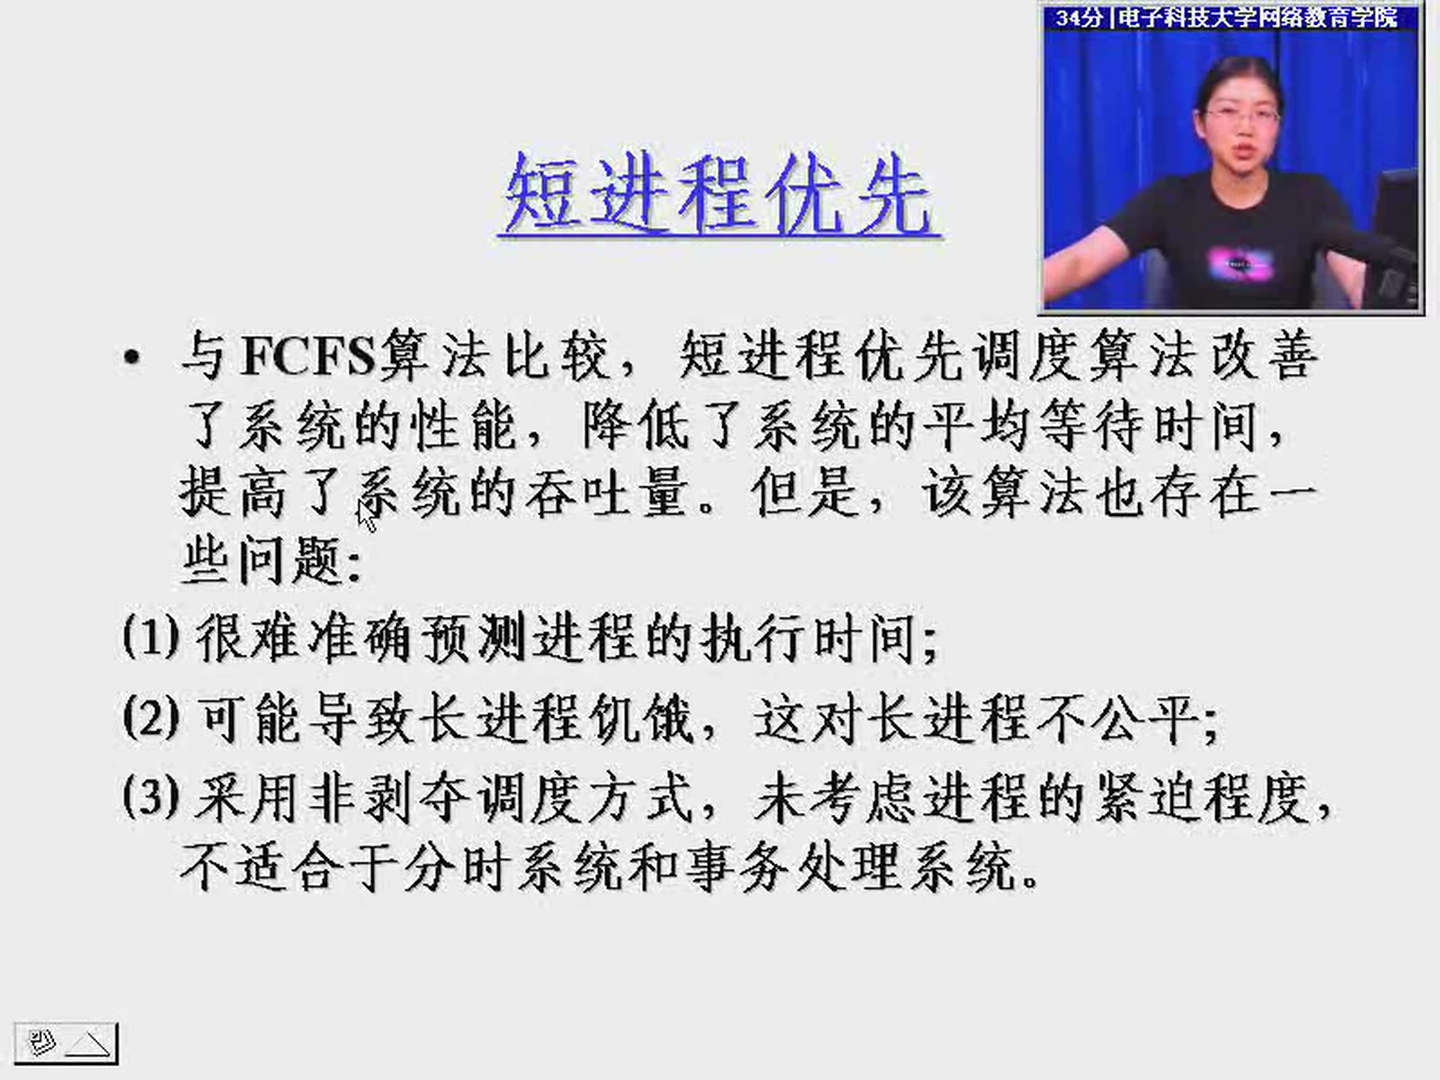 34分|电子科技大学网络教育学院
短进程优先
• 与FCFS算法比较，短进程优先调度算法改善
了系统的性能，降低了系统的平均等待时间，
提高了系统的吞吐量。但是，该算法也存在一
些问题:
(1) 很难准确预测进程的执行时间;
(2) 可能导致长进程饥饿，这对长进程不公平;
(3) 采用非剥夺调度方式，未考虑进程的紧迫程度，
不适合于分时系统和事务处理系统。